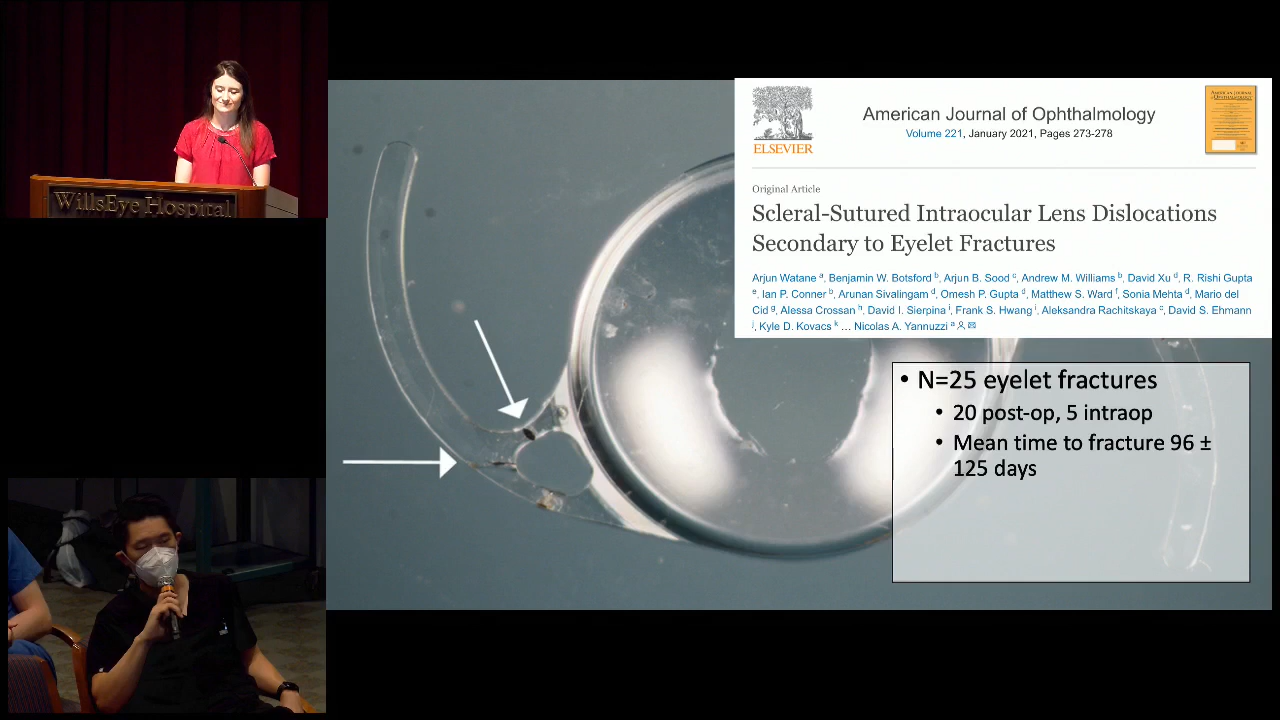 WillsEye Hospital
ELSEVIER
American Journal of Ophthalmology
Volume 221, January 2021, Pages 273-278
AMERICAN JOURNAL OF OPHTHALMOLOGY
Original Article
Scleral-Sutured Intraocular Lens Dislocations
Secondary to Eyelet Fractures
Arjun Watane a, Benjamin W. Botsford b, Arjun B. Sood c, Andrew M. Williams b, David Xu d, R. Rishi Gupta
e, Ian P. Conner b, Arunan Sivalingam d, Omesh P. Gupta d, Matthew S. Ward f, Sonia Mehta d, Mario del
Cid g, Alessa Crossan h, David I. Sierpina i, Frank S. Hwang i, Aleksandra Rachitskaya c, David S. Ehmann
j, Kyle D. Kovacs k ... Nicolas A. Yannuzzi a
• N=25 eyelet fractures
• 20 post-op, 5 intraop
• Mean time to fracture 96 ±
125 days